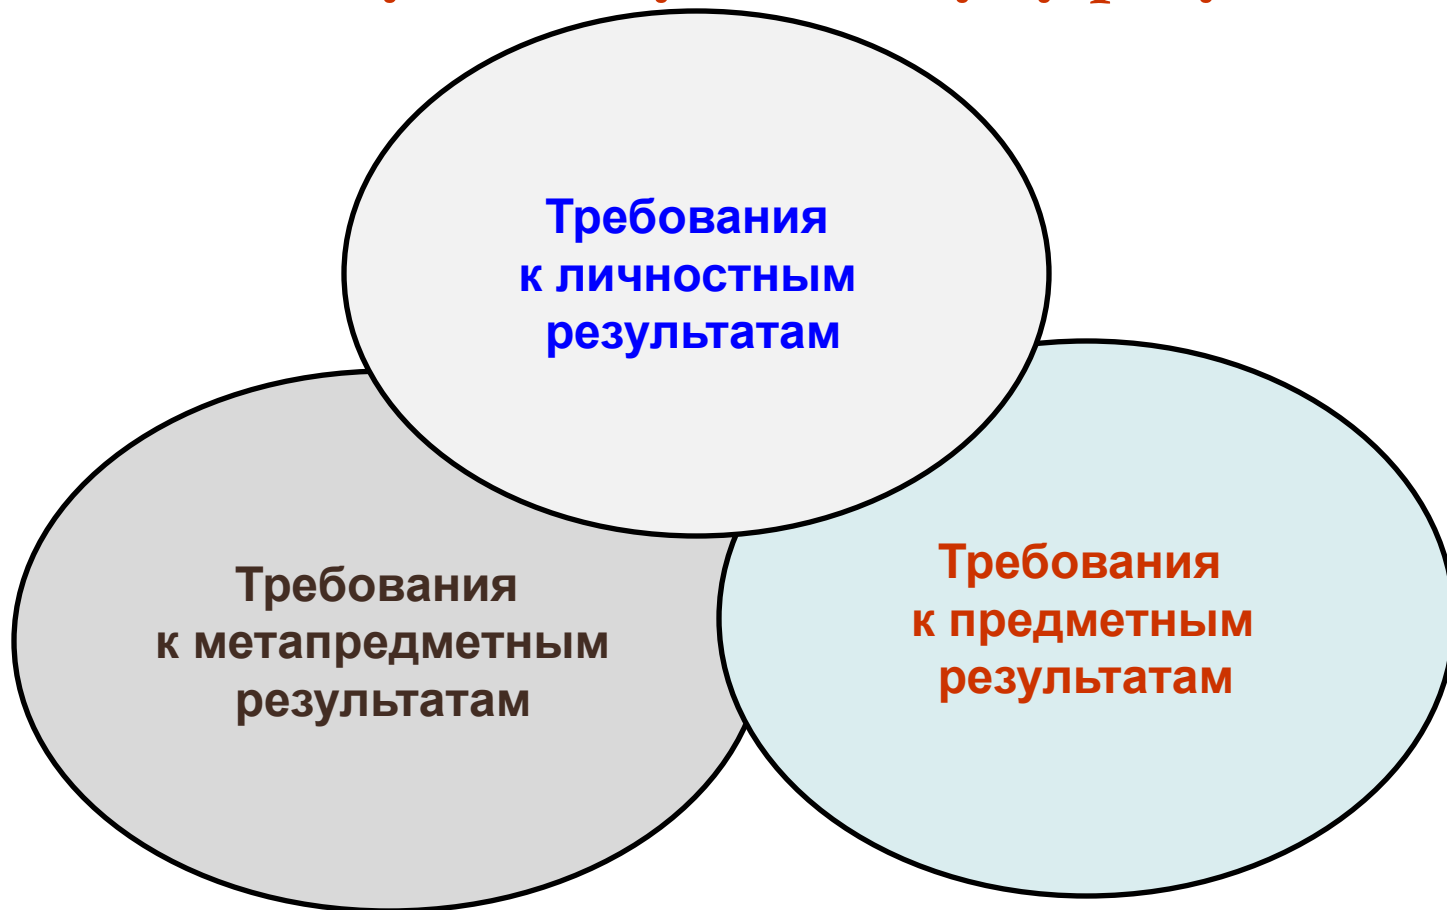 Требования
к личностным
результатам
Требования
к метапредметным
результатам
Требования
к предметным
результатам